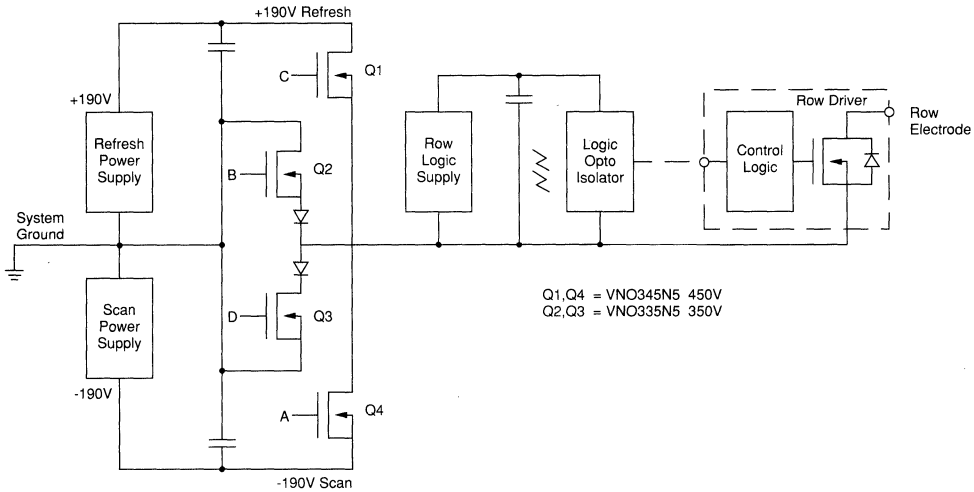 +190V Refresh
C
Q1
+190V
Refresh
Power
Supply
B
Q2
Row
Logic
Supply
Logic
Opto
Isolator
Row Driver
Control
Logic
Row
Electrode
System
Ground
Scan
Power
Supply
D
Q3
Q1,Q4 = VNO345N5 450V
Q2,Q3 = VNO335N5 350V
-190V
A
Q4
-190V Scan